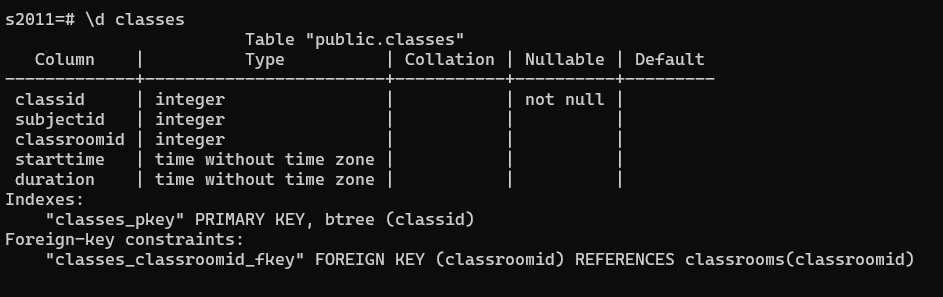 s2011=# \d classes
                        Table "public.classes"
   Column    |          Type          | Collation | Nullable | Default
-------------+------------------------+-----------+----------+---------
 classid     | integer                |           | not null |
 subjectid   | integer                |           |          |
 classroomid | integer                |           |          |
 starttime   | time without time zone |           |          |
 duration    | time without time zone |           |          |
Indexes:
    "classes_pkey" PRIMARY KEY, btree (classid)
Foreign-key constraints:
    "classes_classroomid_fkey" FOREIGN KEY (classroomid) REFERENCES classrooms(classroomid)